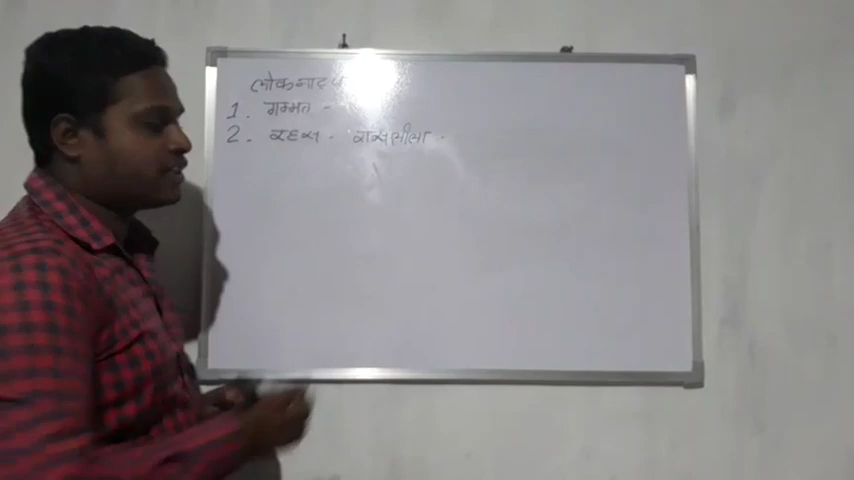 लोकनाट्य
1. गम्मत -
2. रहस - रासलीला -